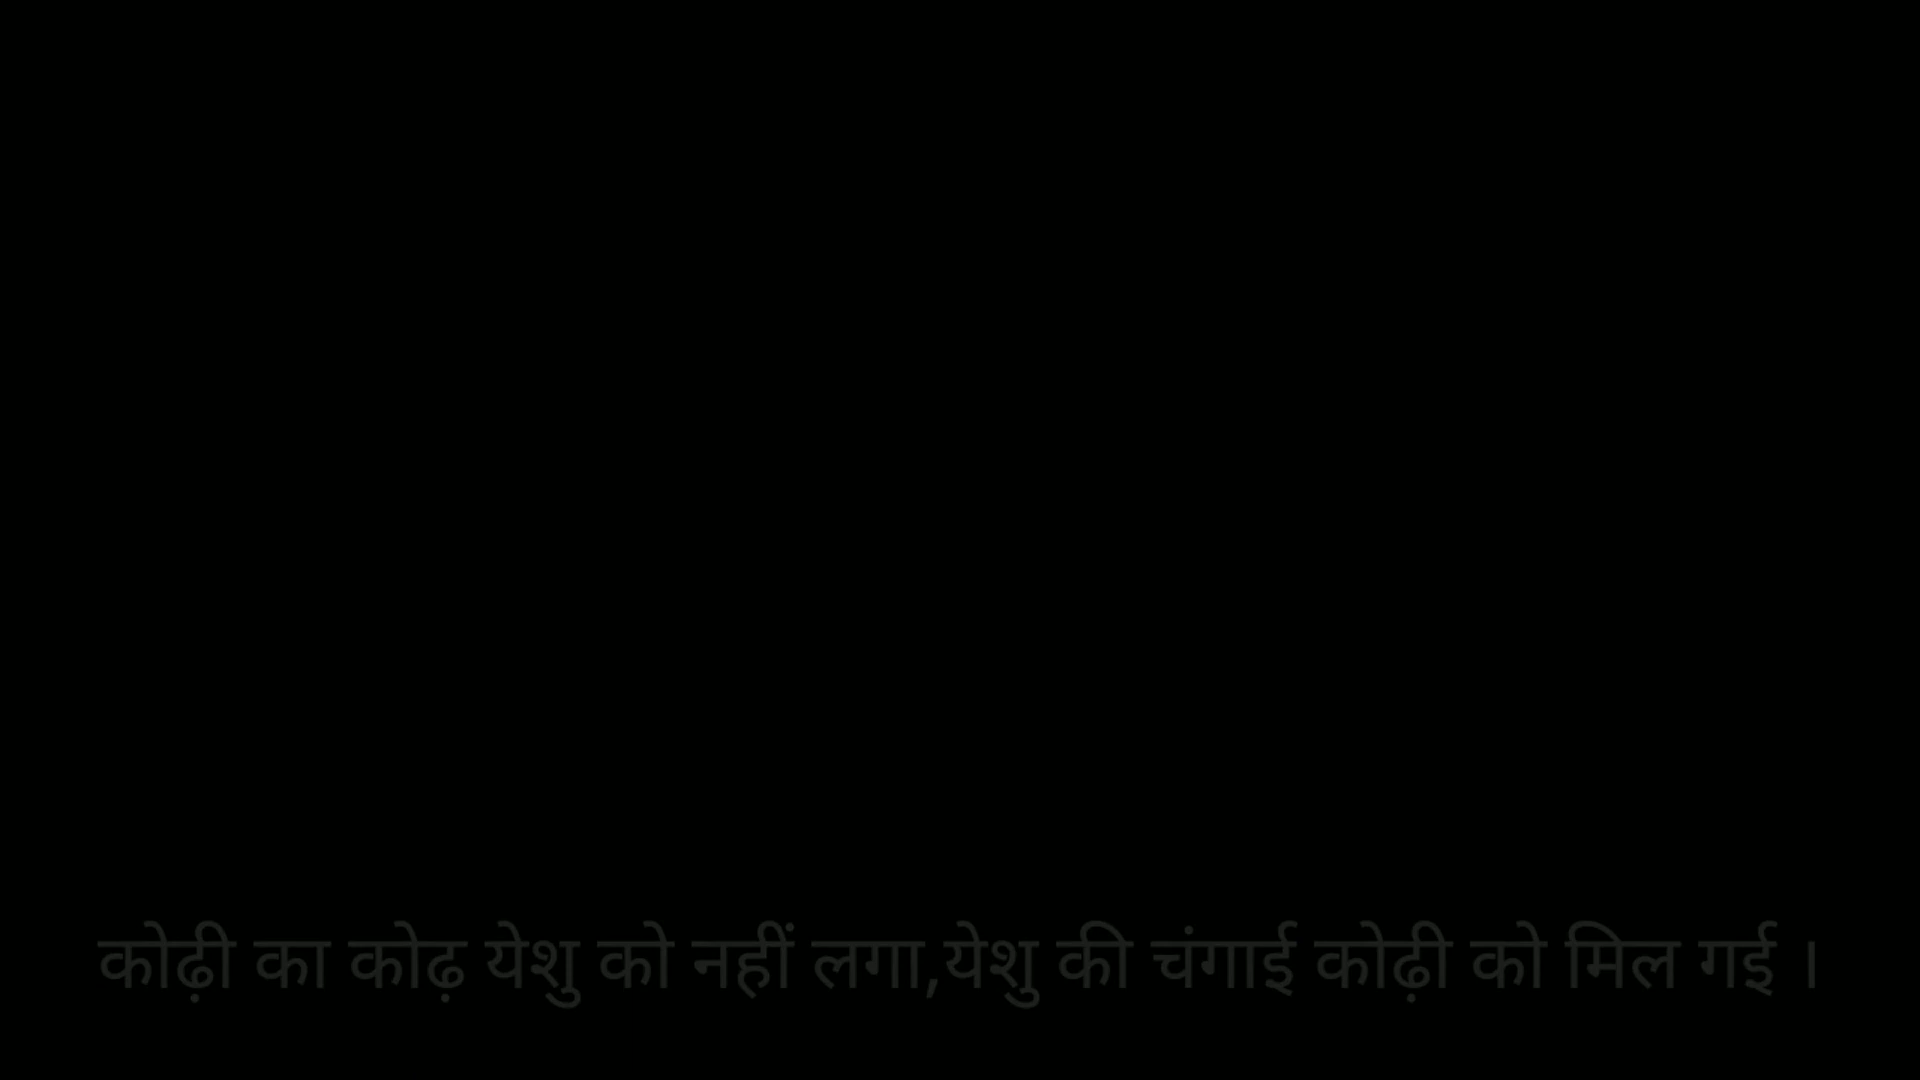 कोढ़ी का कोढ़ येशु को नहीं लगा,येशु की चंगाई कोढ़ी को मिल गई ।